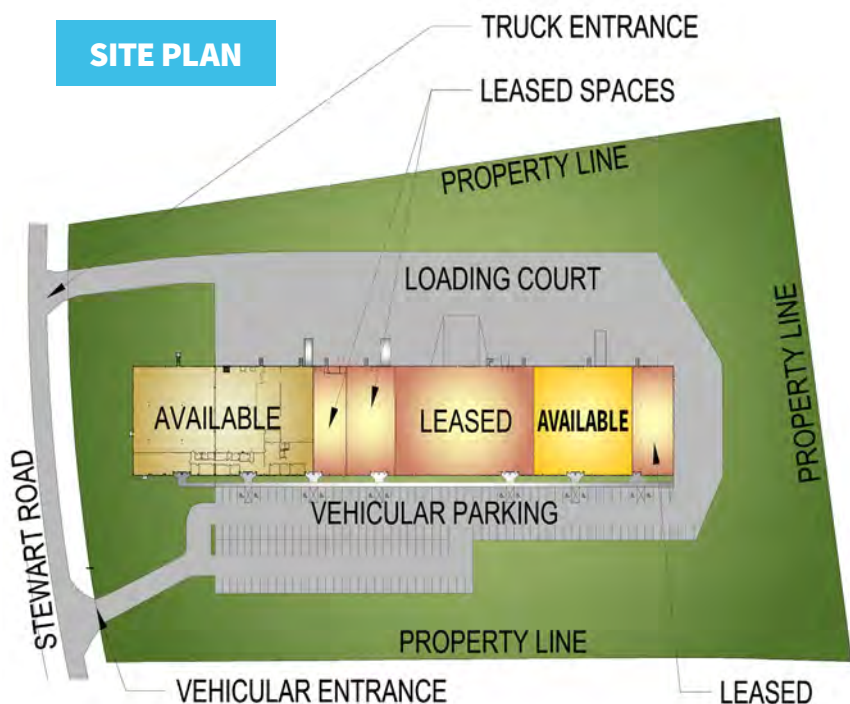 SITE PLAN
TRUCK ENTRANCE
LEASED SPACES
PROPERTY LINE
LOADING COURT
PROPERTY LINE
AVAILABLE
LEASED
AVAILABLE
VEHICULAR PARKING
STEWART ROAD
PROPERTY LINE
VEHICULAR ENTRANCE
LEASED